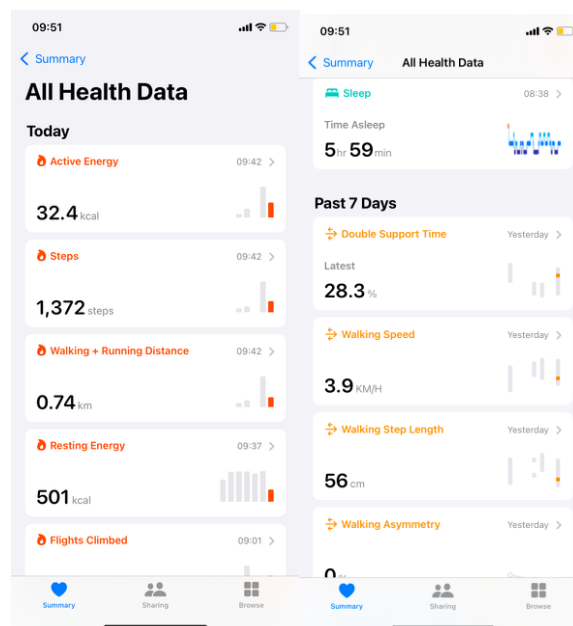 09:51
Summary
All Health Data
Today
Active Energy 09:42
32.4 kcal
Steps 09:42
1,372 steps
Walking + Running Distance 09:42
0.74 km
Resting Energy 09:37
501 kcal
Flights Climbed 09:01
Summary Sharing Browse
09:51
Summary All Health Data
Sleep 08:38
Time Asleep
5hr 59min
Past 7 Days
Double Support Time Yesterday
Latest
28.3 %
Walking Speed Yesterday
3.9 KM/H
Walking Step Length Yesterday
56 cm
Walking Asymmetry Yesterday
0 %
Summary Sharing Browse